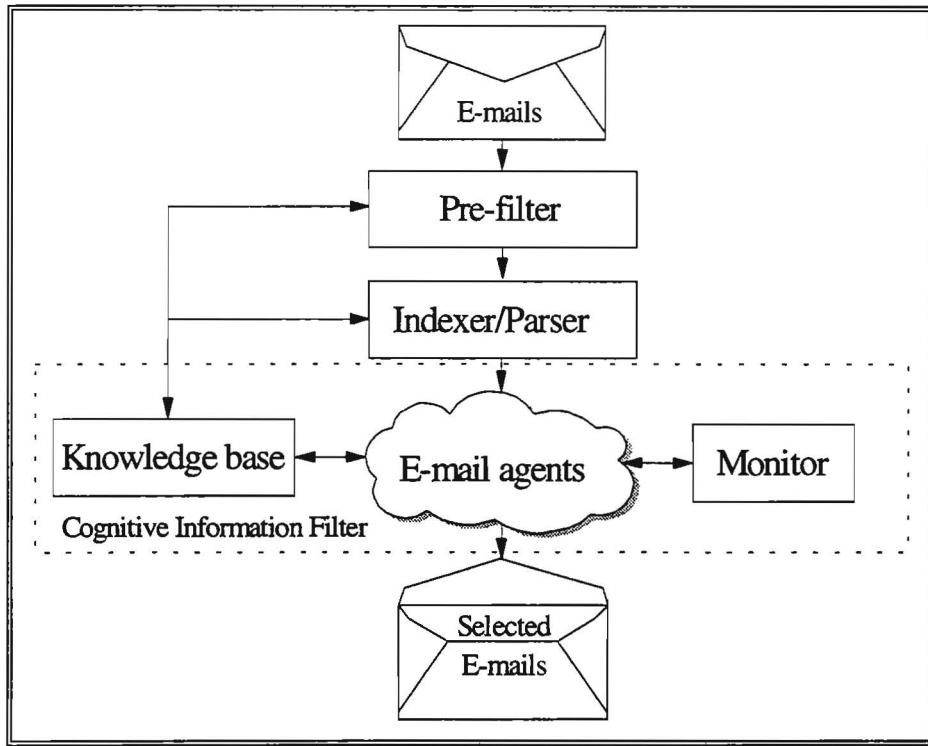 E-mails
Pre-filter
Indexer/Parser
Knowledge base
E-mail agents
Monitor
Cognitive Information Filter
Selected
E-mails